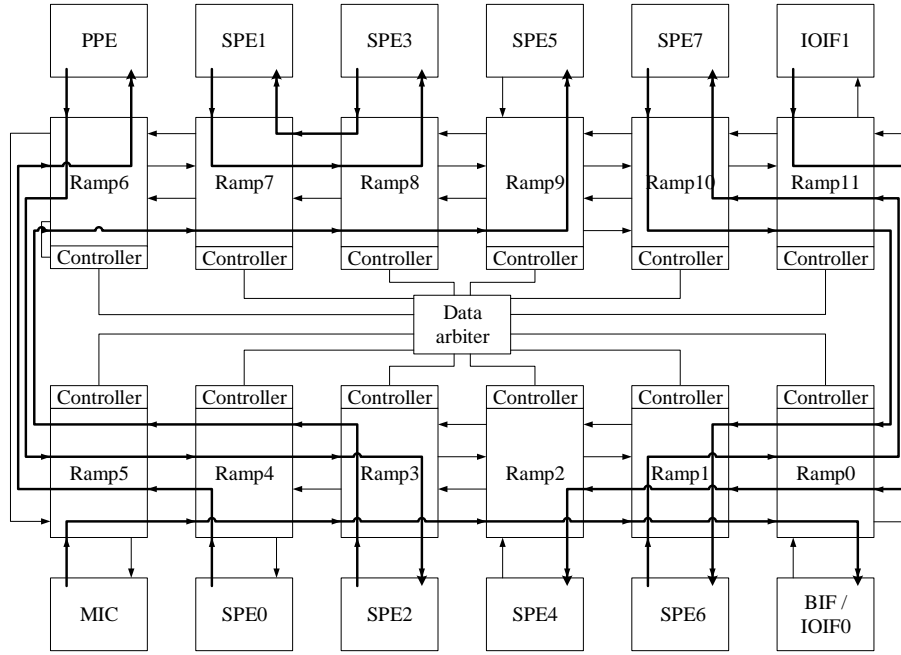 PPE
SPE1
SPE3
SPE5
SPE7
IOIF1
Ramp6
Ramp7
Ramp8
Ramp9
Ramp10
Ramp11
Controller
Controller
Controller
Controller
Controller
Controller
Data
arbiter
Controller
Controller
Controller
Controller
Controller
Controller
Ramp5
Ramp4
Ramp3
Ramp2
Ramp1
Ramp0
MIC
SPE0
SPE2
SPE4
SPE6
BIF /
IOIF0